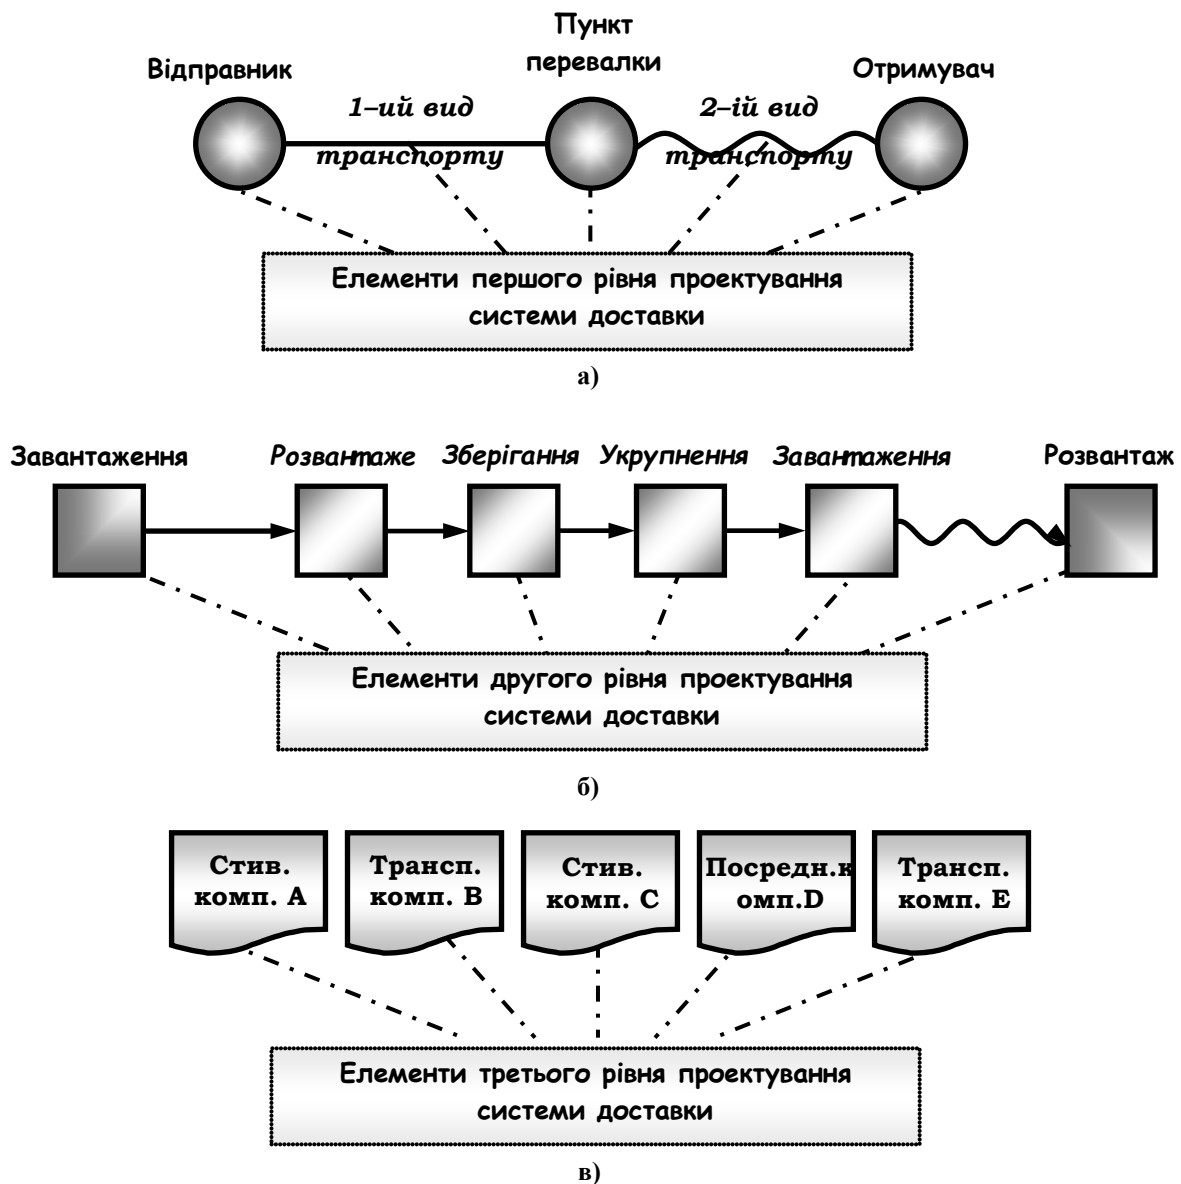 Пункт
перевалки
Відправник
Отримувач
1–ий вид
транспорту
2–ій вид
транспорту
Елементи першого рівня проектування
системи доставки
а)
Завантаження
Розвантаже
Зберігання
Укрупнення
Завантаження
Розвантаж
Елементи другого рівня проектування
системи доставки
б)
Стив.
комп. А
Трансп.
комп. В
Стив.
комп. С
Посредн.к
омп.D
Трансп.
комп. Е
Елементи третього рівня проектування
системи доставки
в)